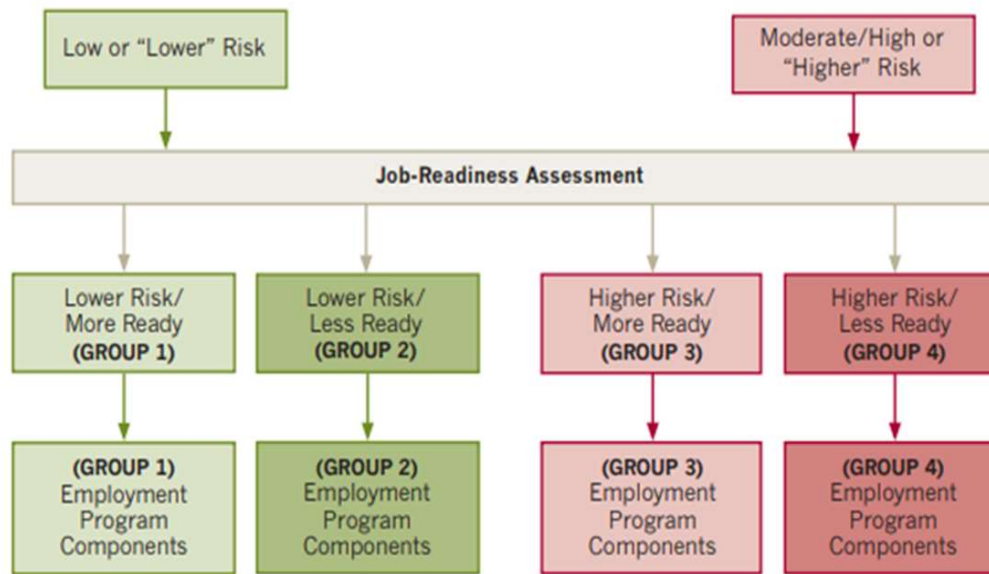 Low or “Lower” Risk
Moderate/High or
“Higher” Risk
Job-Readiness Assessment
Lower Risk/
More Ready
(GROUP 1)
Lower Risk/
Less Ready
(GROUP 2)
Higher Risk/
More Ready
(GROUP 3)
Higher Risk/
Less Ready
(GROUP 4)
(GROUP 1)
Employment
Program
Components
(GROUP 2)
Employment
Program
Components
(GROUP 3)
Employment
Program
Components
(GROUP 4)
Employment
Program
Components